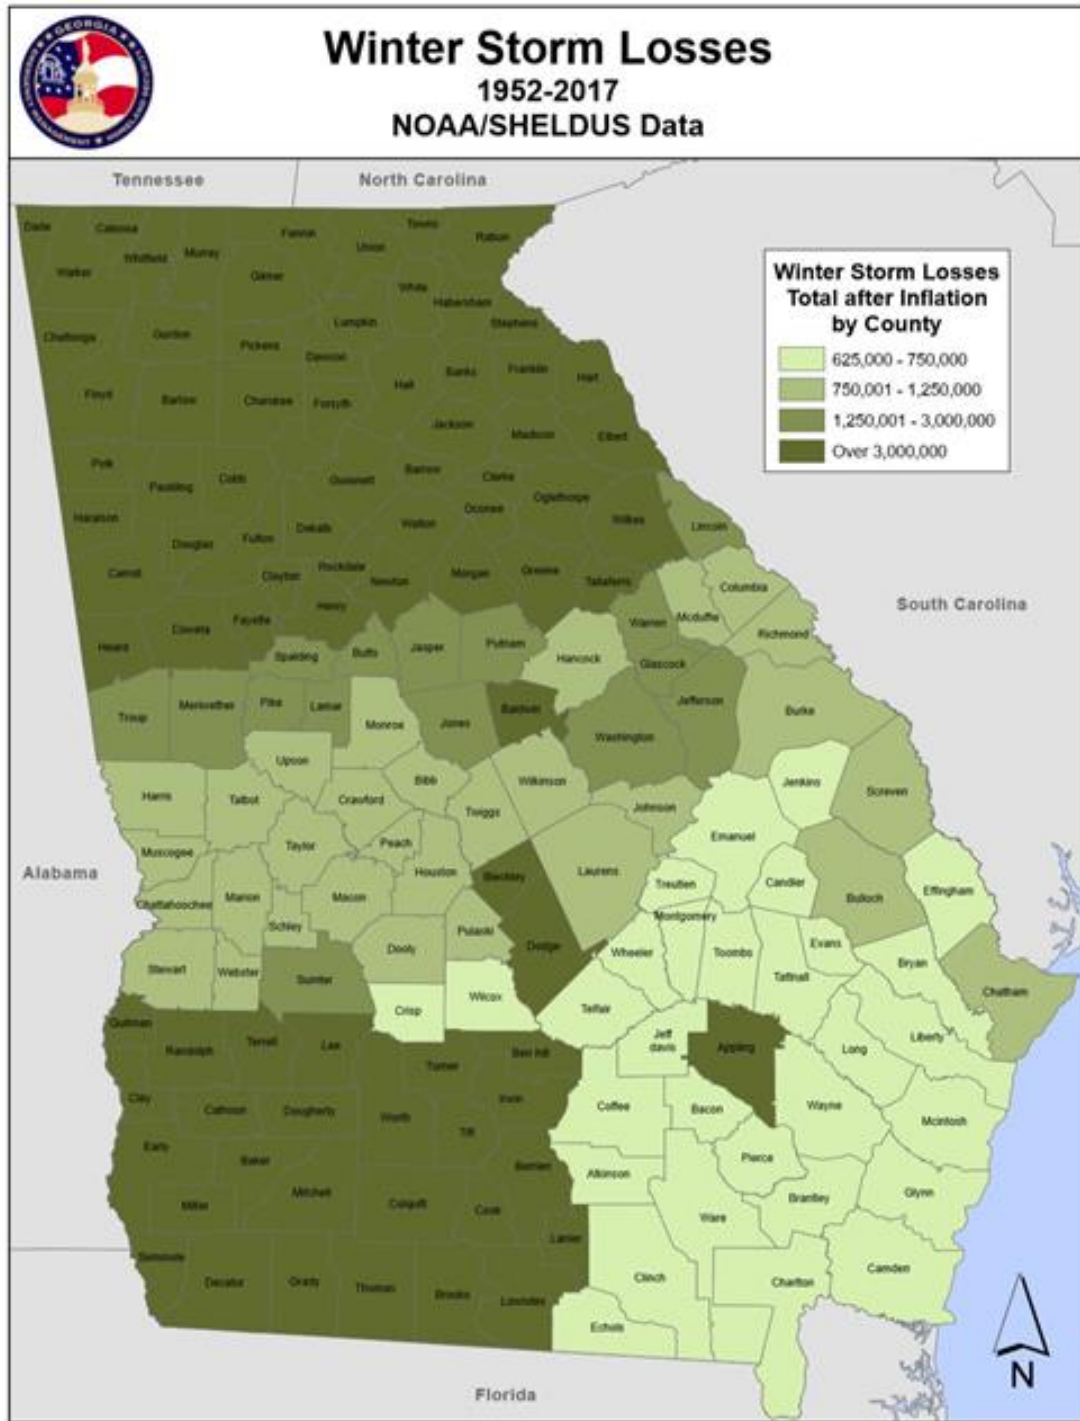 Winter Storm Losses
1952-2017
NOAA/SHELDUS Data
Tennessee
North Carolina
Dade
Catoosa
Whitfield
Murray
Fannin
Union
Towns
Rabun
Walker
Gilmer
White
Habersham
Lumpkin
Stephens
Chattooga
Gordon
Pickens
Dawson
Hall
Banks
Franklin
Hart
Floyd
Bartow
Cherokee
Forsyth
Jackson
Madison
Elbert
Winter Storm Losses
Total after Inflation
by County
625,000 - 750,000
750,001 - 1,250,000
1,250,001 - 3,000,000
Over 3,000,000
Polk
Paulding
Cobb
Gwinnett
Barrow
Clarke
Oglethorpe
Haralson
Douglas
Fulton
Dekalb
Walton
Oconee
Wilkes
Lincoln
Carroll
Clayton
Rockdale
Newton
Morgan
Greene
Taliaferro
Columbia
Mcduffie
South Carolina
Heard
Coweta
Fayette
Henry
Spalding
Butts
Jasper
Putnam
Hancock
Warren
Richmond
Glascock
Troup
Meriwether
Pike
Lamar
Monroe
Jones
Baldwin
Washington
Jefferson
Burke
Upson
Harris
Talbot
Crawford
Bibb
Twiggs
Wilkinson
Johnson
Jenkins
Screven
Emanuel
Muscogee
Taylor
Peach
Houston
Bleckley
Laurens
Treutlen
Candler
Bulloch
Effingham
Alabama
Chattahoochee
Marion
Macon
Schley
Dooly
Pulaski
Dodge
Montgomery
Wheeler
Toombs
Evans
Tattnall
Bryan
Stewart
Webster
Sumter
Crisp
Wilcox
Telfair
Chatham
Quitman
Randolph
Terrell
Lee
Turner
Ben hill
Jeff
davis
Appling
Long
Liberty
Clay
Calhoun
Dougherty
Worth
Irwin
Tift
Coffee
Bacon
Wayne
Mcintosh
Early
Baker
Berrien
Atkinson
Pierce
Miller
Mitchell
Colquitt
Cook
Ware
Brantley
Glynn
Seminole
Decatur
Grady
Thomas
Brooks
Lowndes
Lanier
Clinch
Charlton
Camden
Echols
Florida
N